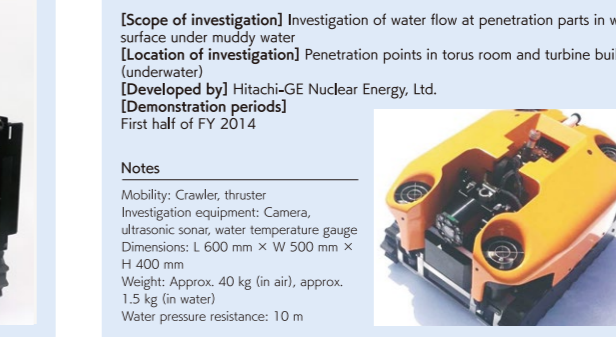 [Scope of investigation] Investigation of water flow at penetration parts in
surface under muddy water
[Location of investigation] Penetration points in torus room and turbine
(underwater)
[Developed by] Hitachi-GE Nuclear Energy, Ltd.
[Demonstration periods]
First half of FY 2014
Notes
Mobility: Crawler, thruster
Investigation equipment: Camera,
ultrasonic sonar, water temperature gauge
Dimensions: L 600 mm × W 500 mm ×
H 400 mm
Weight: Approx. 40 kg (in air), approx.
1.5 kg (in water)
Water pressure resistance: 10 m